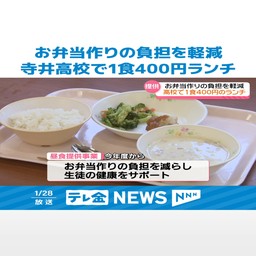 お弁当作りの負担を軽減
寺井高校で1食400円ランチ
提供
お弁当作りの負担を軽減
高校で1食400円のランチ
昼食提供事業
今年度から
お弁当作りの負担を減らし
生徒の健康をサポート
1/28
放送
テレ金 NEWS NNN